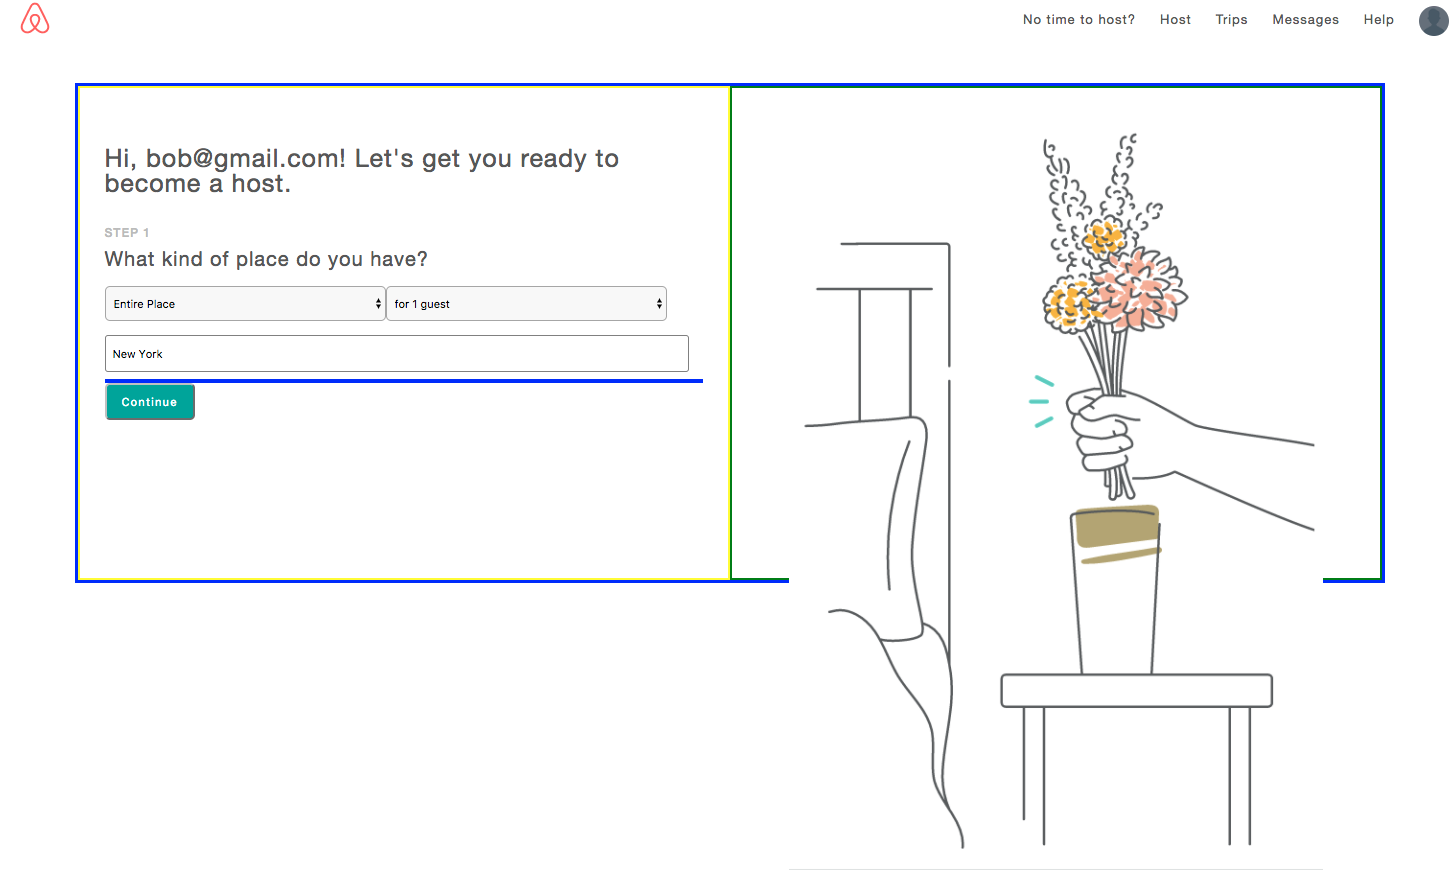 No time to host? Host Trips Messages Help
Hi, bob@gmail.com! Let's get you ready to
become a host.
STEP 1
What kind of place do you have?
Entire Place for 1 guest
New York
Continue